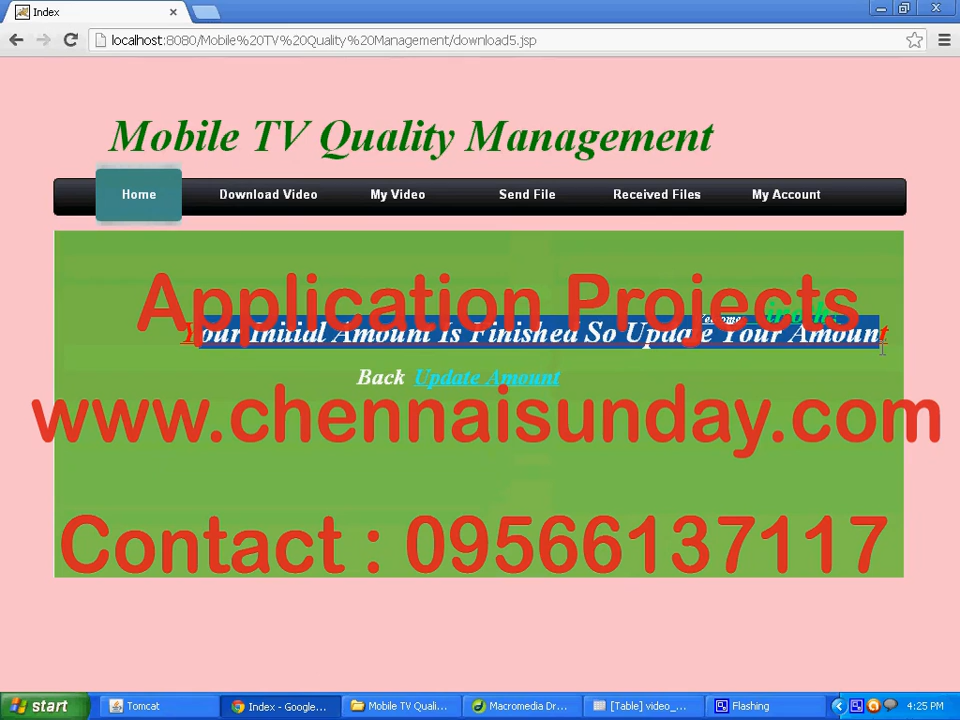 Index
localhost:8080/Mobile%20TV%20Quality%20Management/download5.jsp
Mobile TV Quality Management
Home Download Video My Video Send File Received Files My Account
Application Projects
Welcome
Your Initial Amount Is Finished So Update Your Amount
Back Update Amount
www.chennaisunday.com
Contact : 09566137117
start Tomcat Index - Google... Mobile TV Quali... Macromedia Dr... [Table] video_... Flashing 4:25 PM